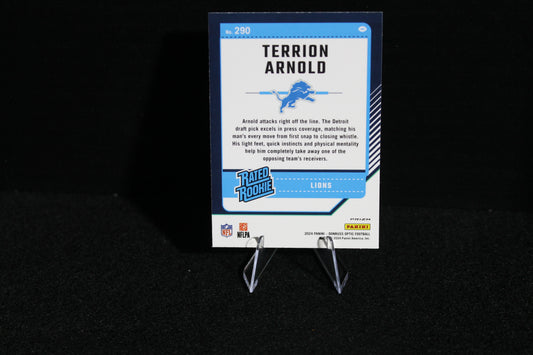 No. 290
TERRION
ARNOLD
Arnold attacks right off the line. The Detroit
draft pick excels in press coverage, matching his
man's every move from first snap to closing whistle.
His light feet, quick instincts and physical mentality
help him completely take away one of the
opposing team's receivers.
RATED
ROOKIE
LIONS
PRIZM
PANINI
NFL
NFLPA
2024 PANINI - DONRUSS OPTIC FOOTBALL
2024 Panini America, Inc.